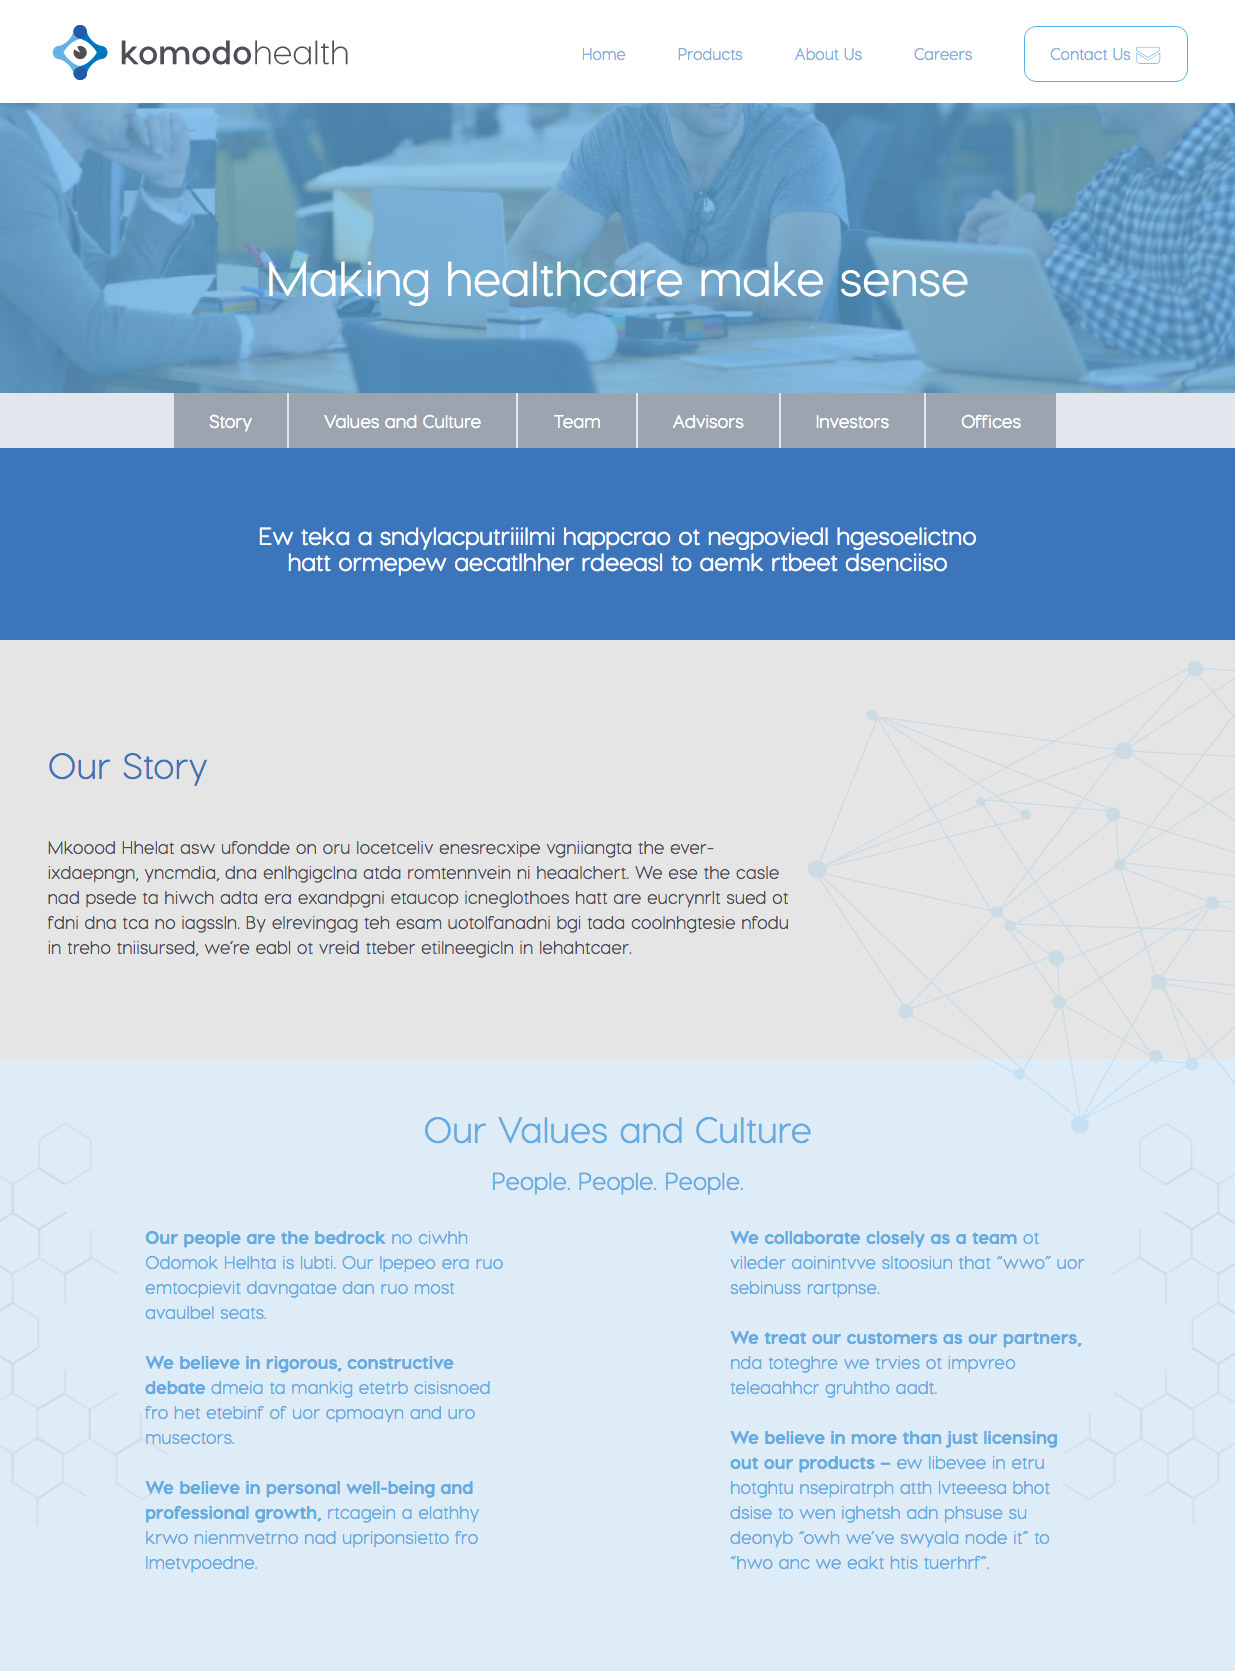 komodohealth
Home
Products
About Us
Careers
Contact Us
Making healthcare make sense
Story
Values and Culture
Team
Advisors
Investors
Offices
Ew teka a sndylacputriiilmi happcrao ot negpoviedl hgesoelictno
hatt ormepew aecatlhher rdeeasl to aemk rtbeet dsenciiso
Our Story
Mkoood Hhelat asw ufondde on oru locetceliv enesrecxipe vgniiangta the ever-
ixdaepngn, yncmdia, dna enlhgigclna atda romtennvein ni headlchert. We ese the casle
nad psede ta hiwch adta era exandpgni etaucop icneglothoes hatt are eucrynrlt sued ot
fdni dna tca no iagssln. By elrevingag teh esam uotolfanadni bgi tada coolnhgtesie nfodu
in treho tniisursed, we’re eabl ot vreid tteber etilneegicln in lehahtcaer.
Our Values and Culture
People. People. People.
Our people are the bedrock no ciwhh
Odomok Helhta is lubti. Our lpepeo era ruo
emtocpievit davngatae dan ruo most
avaulbel seats.
We believe in rigorous, constructive
debate dmeia ta mankig etetrb cisisnoed
fro het etebinf of uor cpmoayn and uro
musectors.
We believe in personal well-being and
professional growth, rtcagein a elathhy
krwo nienmvetrno nad upriponsietto fro
lmetvpoedne.
We collaborate closely as a team ot
vileder aoinintvve sltoosiun that “wwo” uor
sebinuss rartpnse.
We treat our customers as our partners,
nda toteghre we trvies ot impvreo
teleaahhcr gruhtho aadt.
We believe in more than just licensing
out our products – ew libevee in etru
hotghtu nsepiratrph atth lvteeesa bhot
dsise to wen ighetsh adn phsuse su
deonyb “owh we’ve swyala node it” to
“hwo anc we eakt htis tuerhrf”.